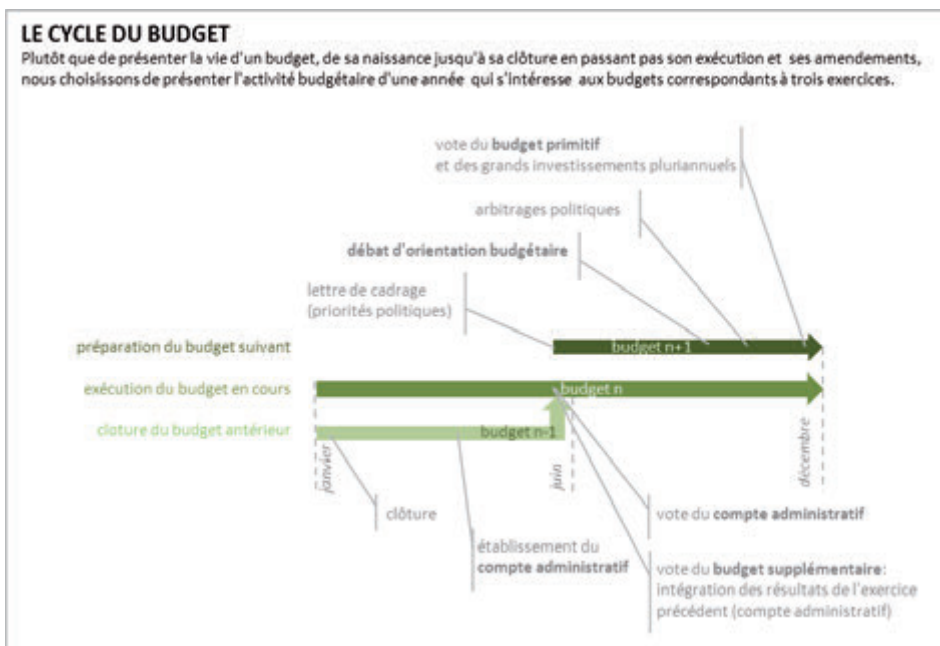 LE CYCLE DU BUDGET
Plutôt que de présenter la vie d'un budget, de sa naissance jusqu'à sa clôture en passant pas son exécution et ses amendements,
nous choisissons de présenter l'activité budgétaire d'une année qui s'intéresse aux budgets correspondants à trois exercices.
vote du budget primitif
et des grands investissements pluriannuels
arbitrages politiques
débat d'orientation budgétaire
lettre de cadrage
(priorités politiques)
préparation du budget suivant
budget n+1
exécution du budget en cours
budget n
cloture du budget antérieur
budget n-1
janvier
juin
décembre
clôture
vote du compte administratif
établissement du
compte administratif
vote du budget supplémentaire:
intégration des résultats de l'exercice
précédent (compte administratif)